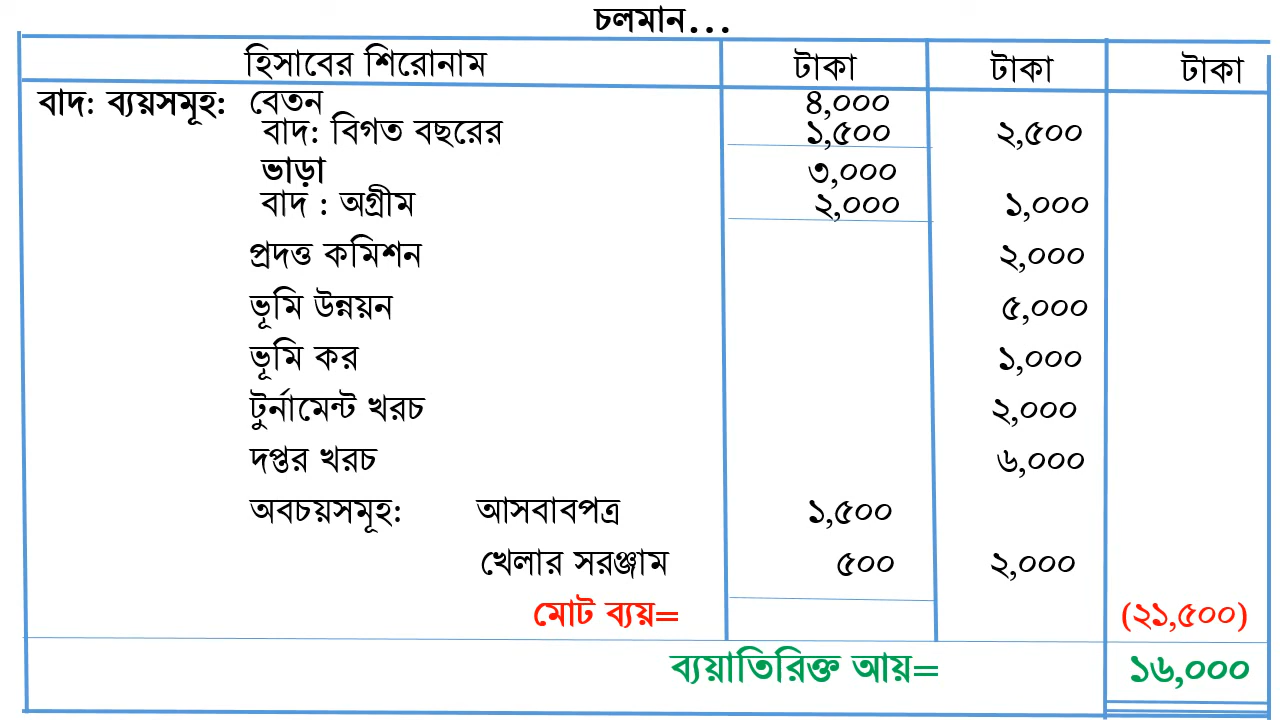 চলমান...
হিসাবের শিরোনাম টাকা টাকা টাকা
বাদ: ব্যয়সমূহ: বেতন ৪,০০০
বাদ: বিগত বছরের ১,৫০০ ২,৫০০
ভাড়া ৩,০০০
বাদ : অগ্রীম ২,০০০ ১,০০০
প্রদত্ত কমিশন ২,০০০
ভূমি উন্নয়ন ৫,০০০
ভূমি কর ১,০০০
টুর্নামেন্ট খরচ ২,০০০
দপ্তর খরচ ৬,০০০
অবচয়সমূহ: আসবাবপত্র ১,৫০০
খেলার সরঞ্জাম ৫০০ ২,০০০
মোট ব্যয়= (২১,৫০০)
ব্যয়াতিরিক্ত আয়= ১৬,০০০